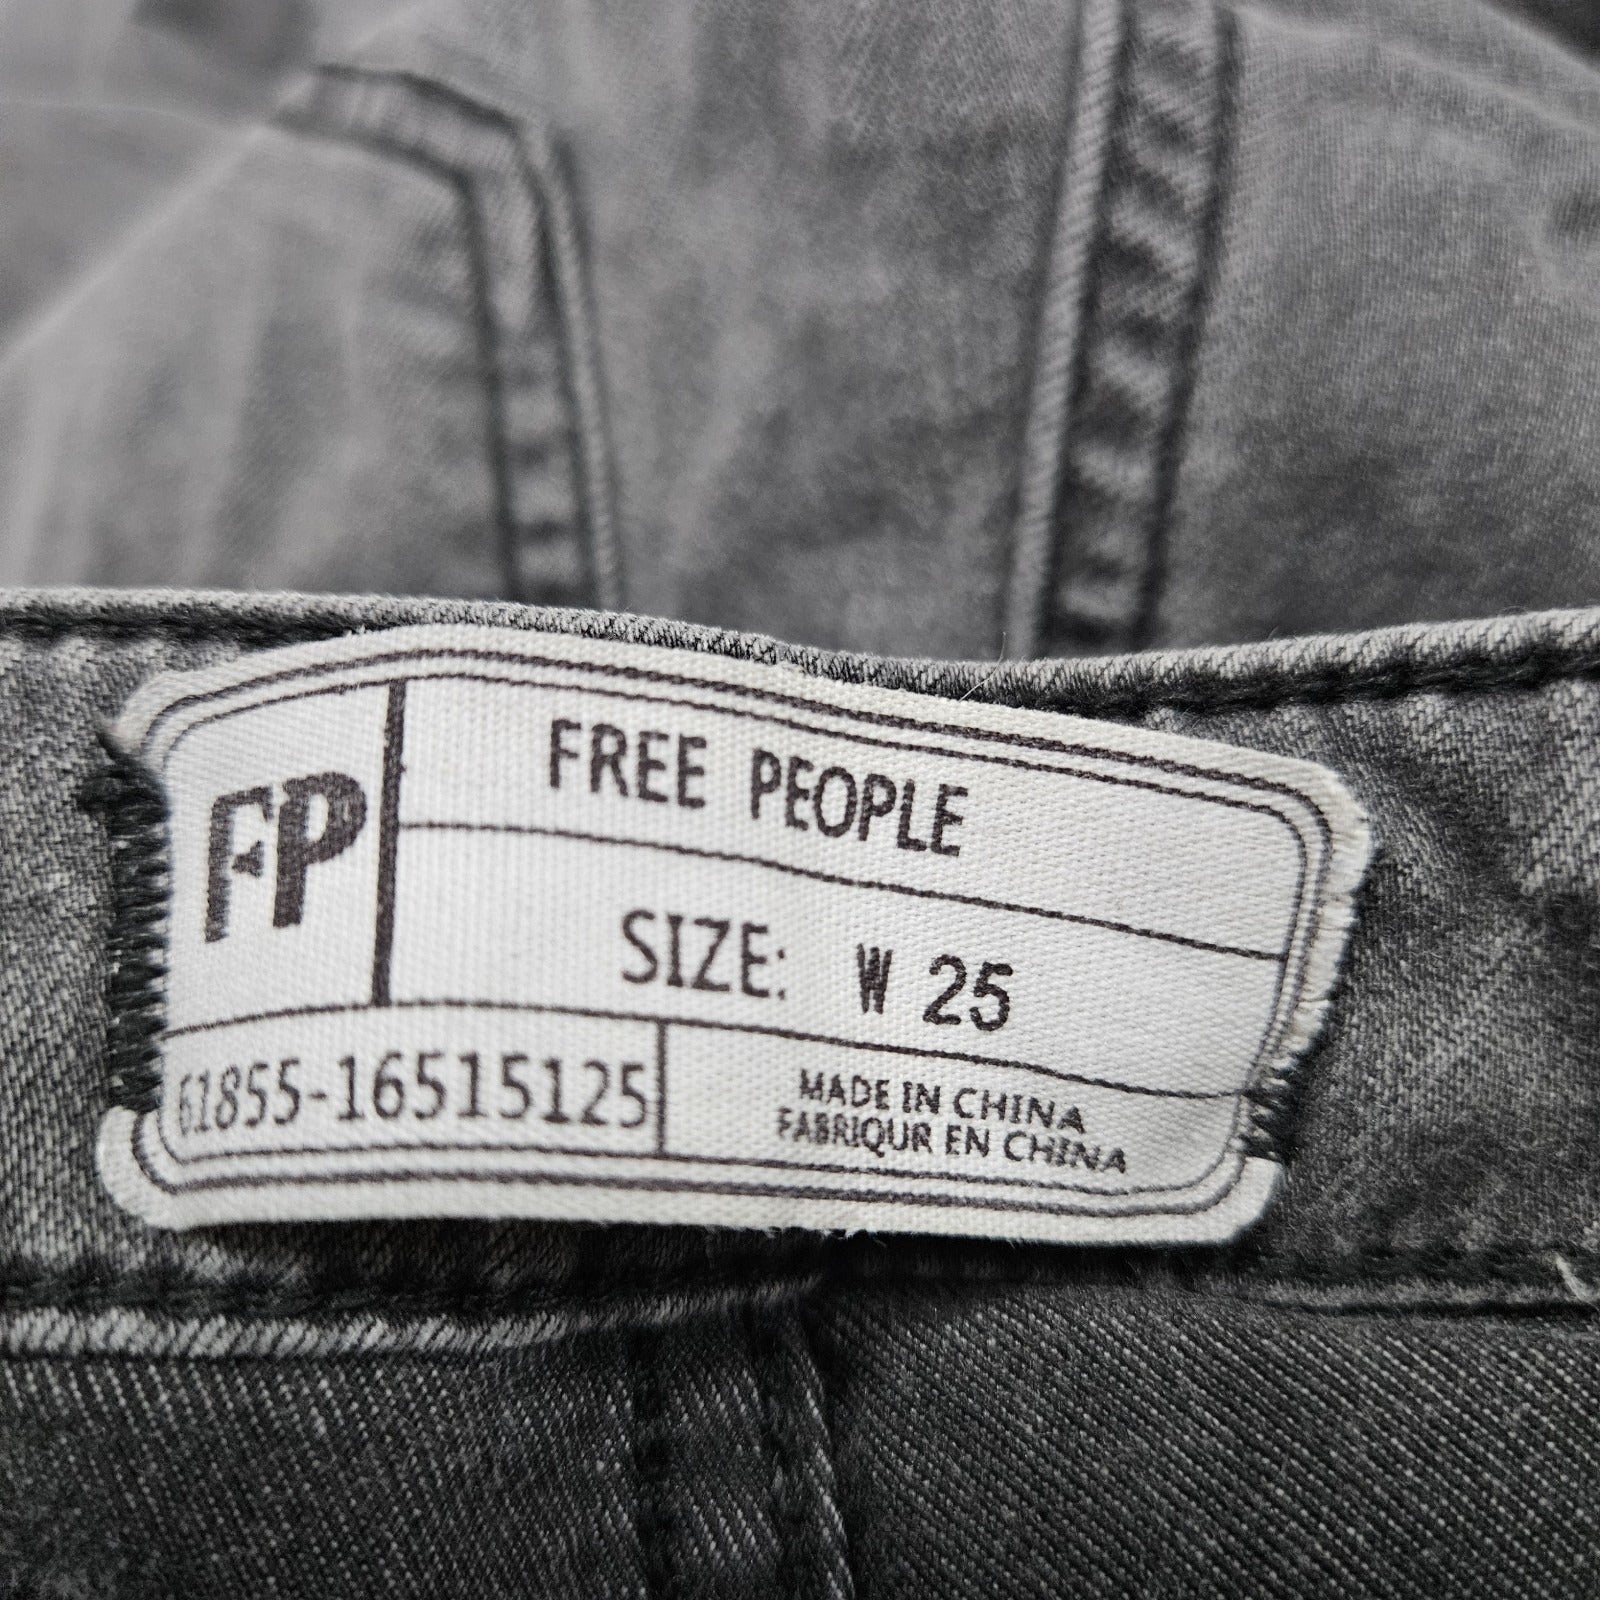 FP
FREE PEOPLE
SIZE: W 25
61855-16515125
MADE IN CHINA
FABRIQUR EN CHINA